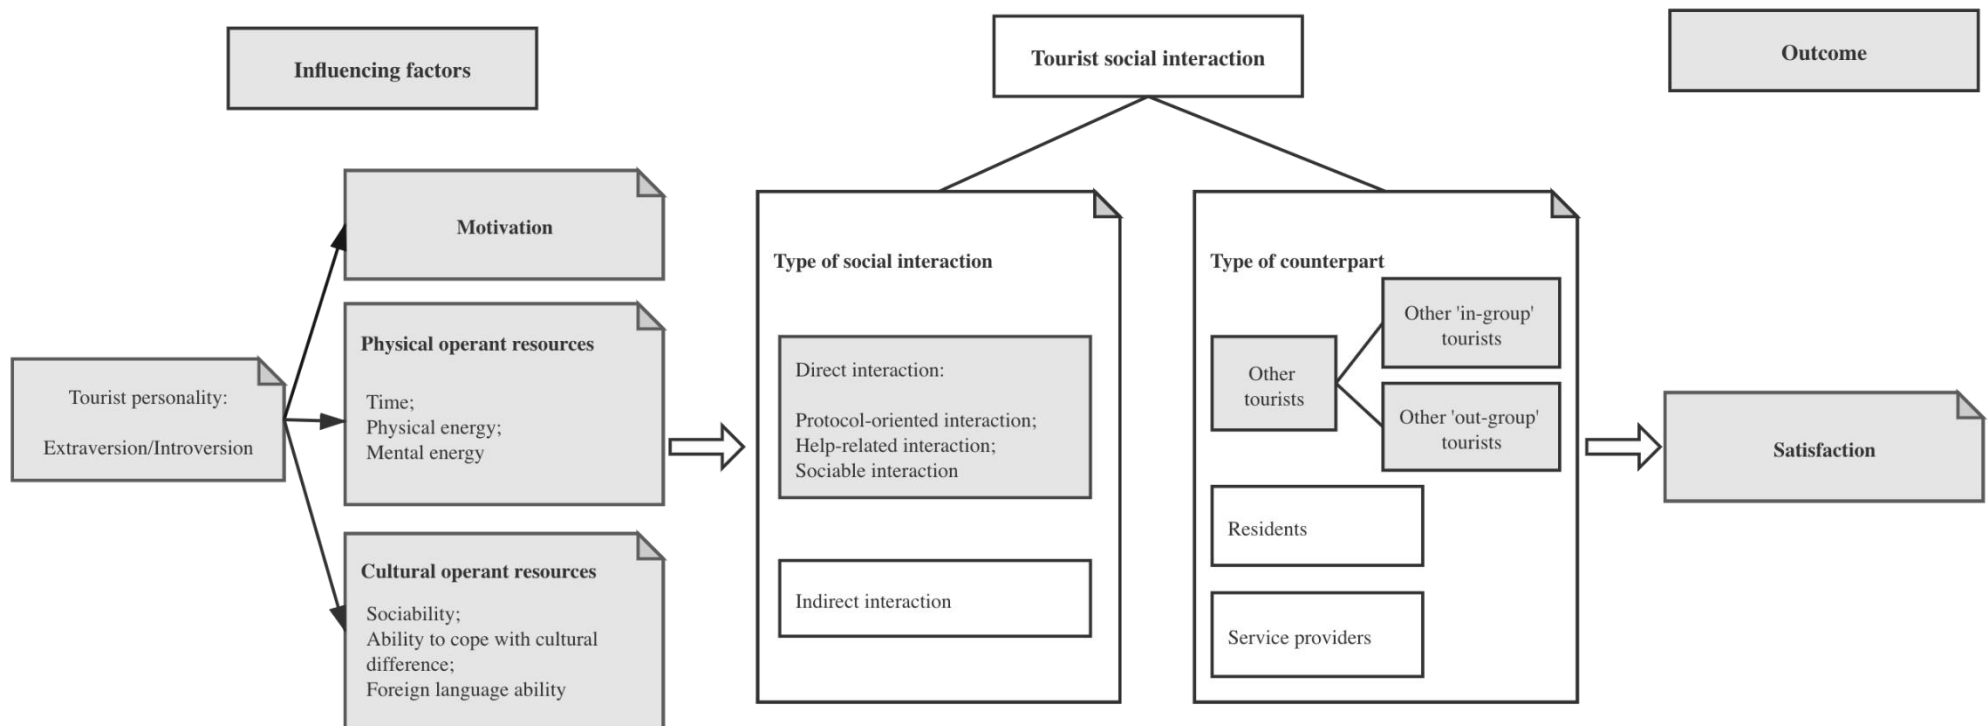 Influencing factors
Tourist social interaction
Outcome
Tourist personality:
Extraversion/Introversion
Motivation
Physical operant resources
Time;
Physical energy;
Mental energy
Cultural operant resources
Sociability;
Ability to cope with cultural
difference;
Foreign language ability
Type of social interaction
Direct interaction:
Protocol-oriented interaction;
Help-related interaction;
Sociable interaction
Indirect interaction
Type of counterpart
Other
tourists
Other 'in-group'
tourists
Other 'out-group'
tourists
Residents
Service providers
Satisfaction